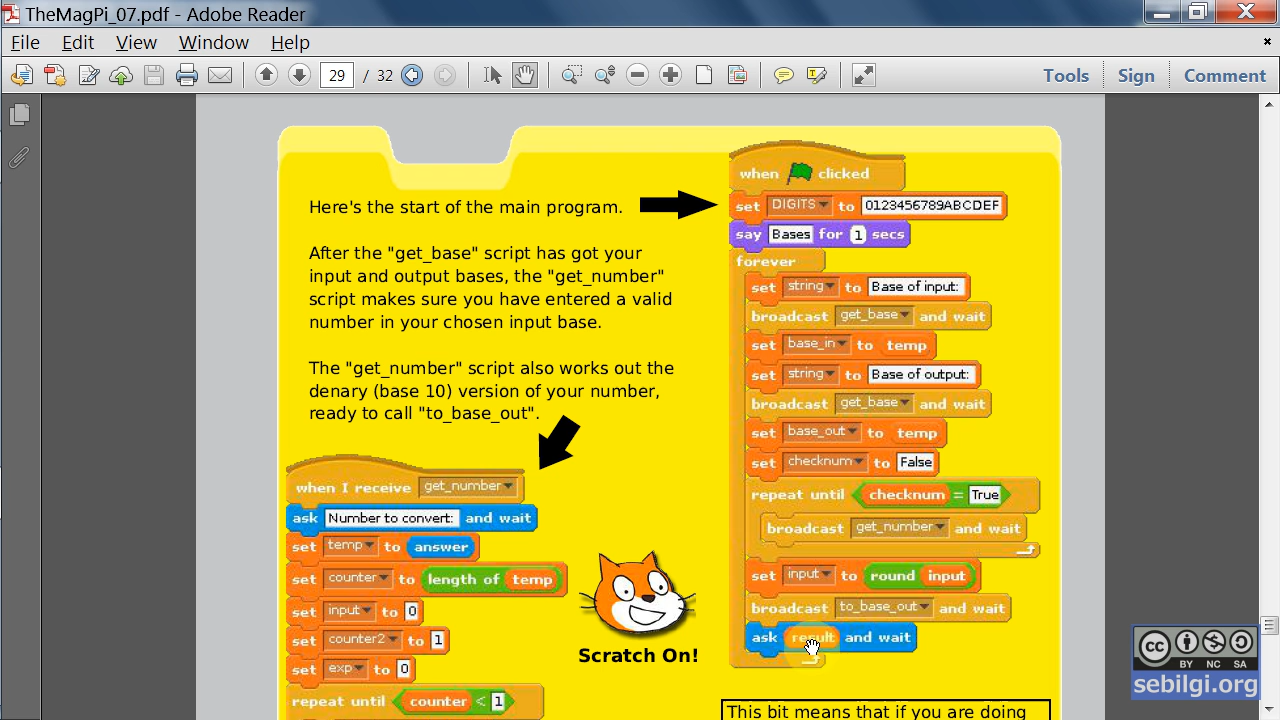 TheMagPi_07.pdf - Adobe Reader
File Edit View Window Help
29 / 32
Tools Sign Comment
Here's the start of the main program.
After the "get_base" script has got your
input and output bases, the "get_number"
script makes sure you have entered a valid
number in your chosen input base.
The "get_number" script also works out the
denary (base 10) version of your number,
ready to call "to_base_out".
when I receive get_number
ask Number to convert: and wait
set temp to answer
set counter to length of temp
set input to 0
set counter2 to 1
set exp to 0
repeat until counter < 1
Scratch On!
when clicked
set DIGITS to 0123456789ABCDEF
say Bases for 1 secs
forever
set string to Base of input:
broadcast get_base and wait
set base_in to temp
set string to Base of output:
broadcast get_base and wait
set base_out to temp
set checknum to False
repeat until checknum = True
broadcast get_number and wait
set input to round input
broadcast to_base_out and wait
ask result and wait
This bit means that if you are doing
cc BY NC SA
sebilgi.org